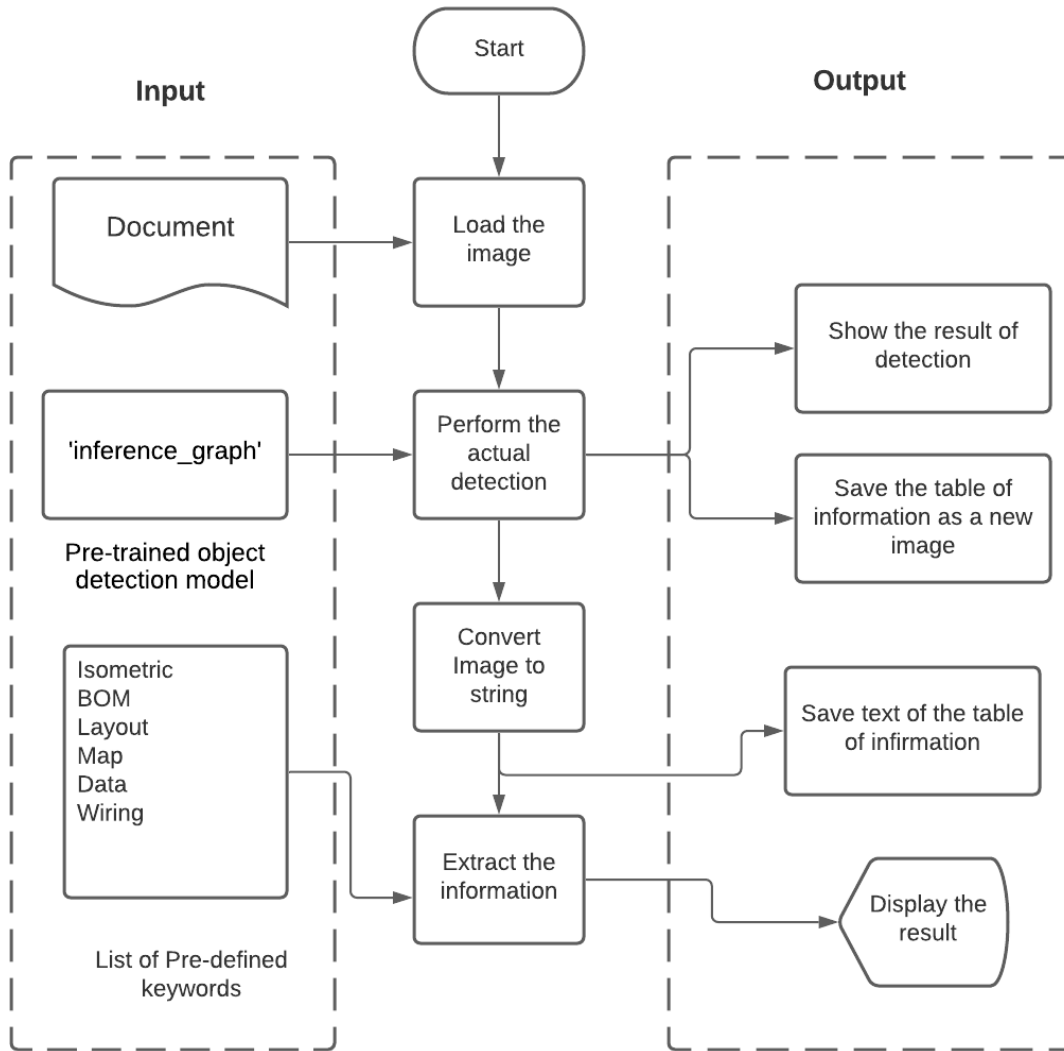 Start
Input
Output
Document
Load the
image
Show the result of
detection
'inference_graph'
Perform the
actual
detection
Save the table of
information as a new
image
Pre-trained object
detection model
Convert
Image to
string
Isometric
BOM
Layout
Map
Data
Wiring
Save text of the table
of infirmation
Extract the
information
Display the
result
List of Pre-defined
keywords